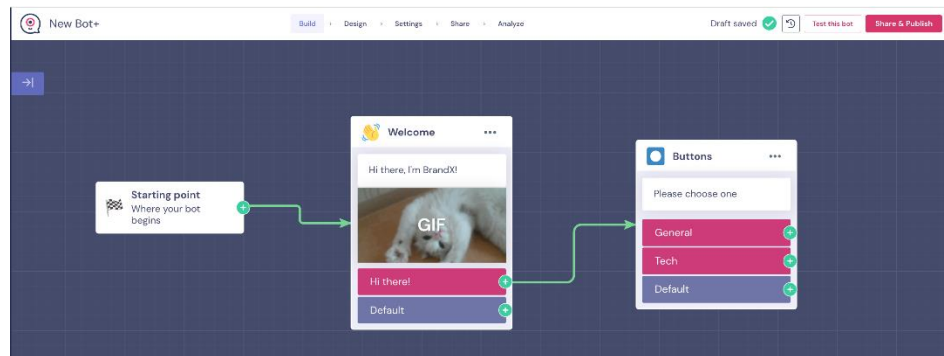 New Bot+
Build
Design
Settings
Share
Analyze
Draft saved
Test this bot
Share & Publish
Starting point
Where your bot
begins
Welcome
Hi there, I'm BrandX!
GIF
Hi there!
Default
Buttons
Please choose one
General
Tech
Default